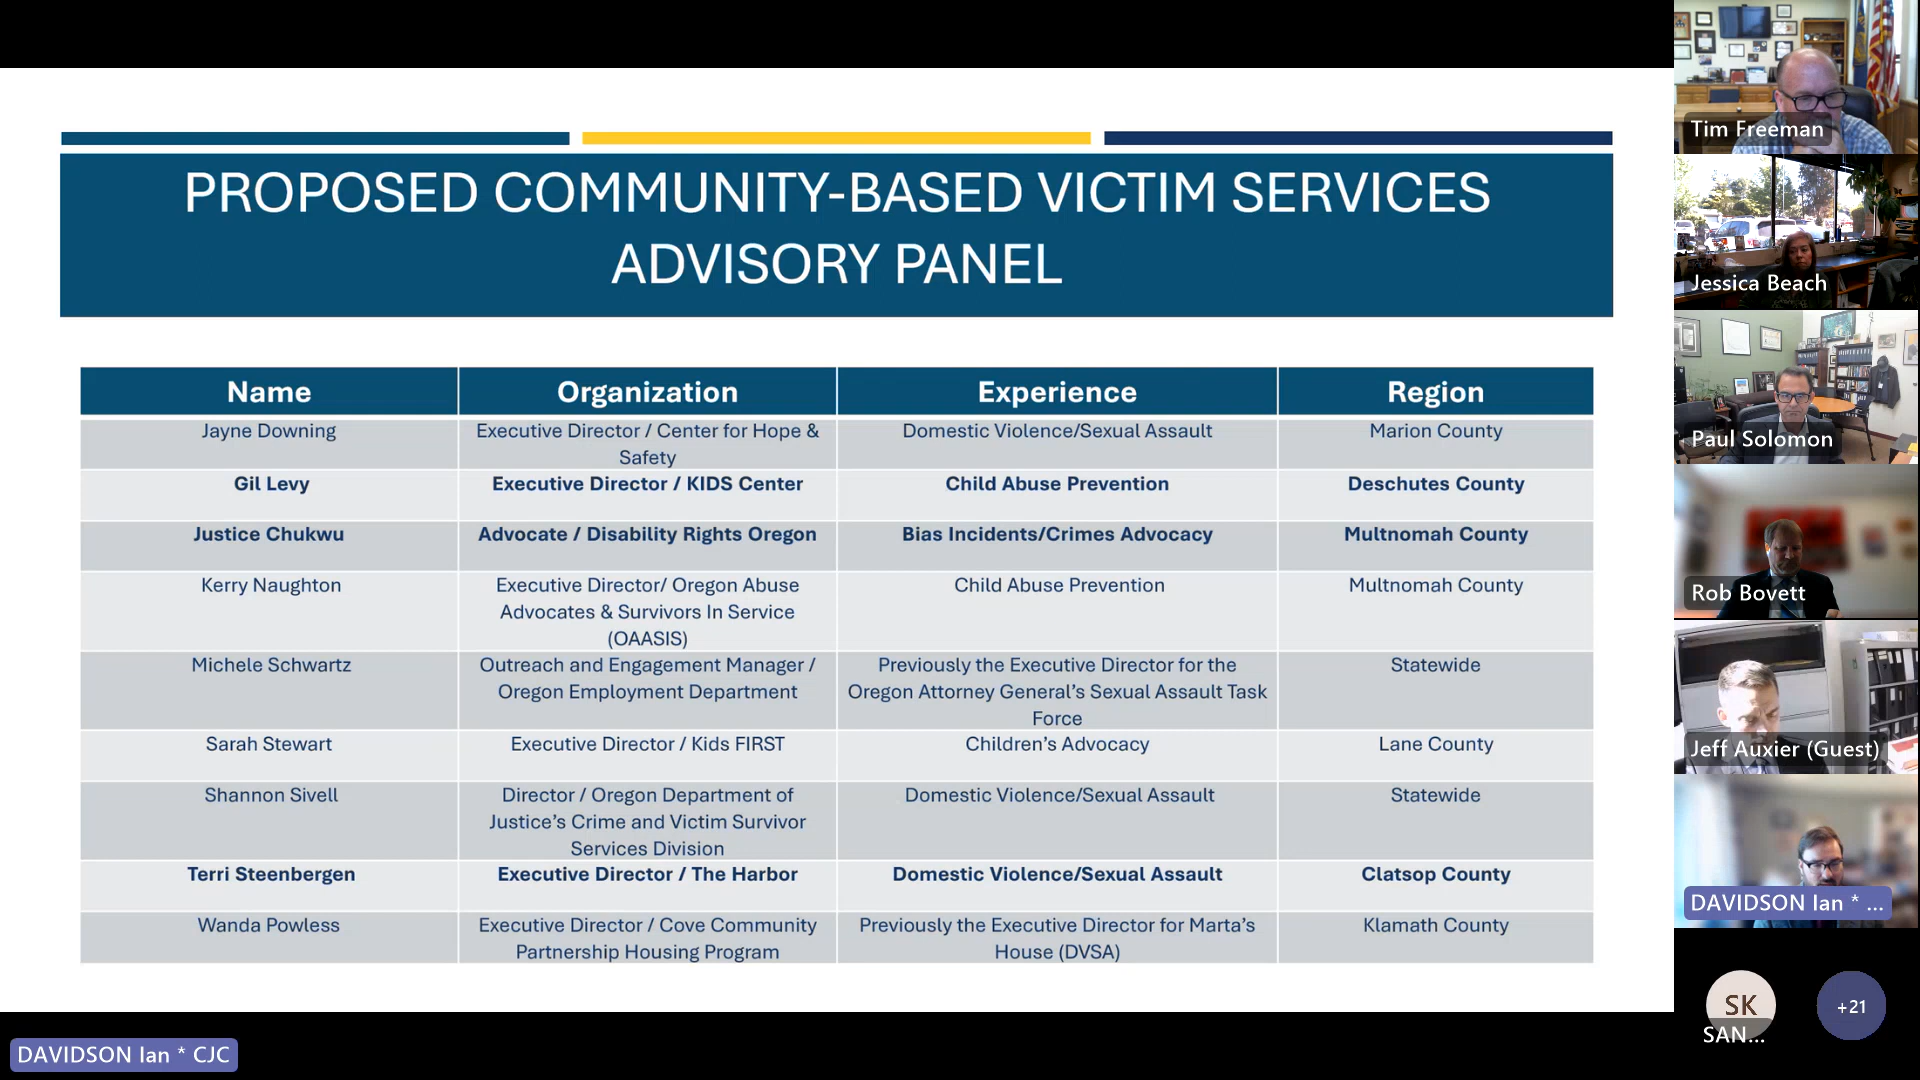 PROPOSED COMMUNITY-BASED VICTIM SERVICES
ADVISORY PANEL
Name Organization Experience Region
Jayne Downing Executive Director / Center for Hope & Domestic Violence/Sexual Assault Marion County
Safety
Gil Levy Executive Director / KIDS Center Child Abuse Prevention Deschutes County
Justice Chukwu Advocate / Disability Rights Oregon Bias Incidents/Crimes Advocacy Multnomah County
Kerry Naughton Executive Director/ Oregon Abuse Child Abuse Prevention Multnomah County
Advocates & Survivors In Service
(OAASIS)
Michele Schwartz Outreach and Engagement Manager / Previously the Executive Director for the Statewide
Oregon Employment Department Oregon Attorney General's Sexual Assault Task
Force
Sarah Stewart Executive Director / Kids FIRST Children's Advocacy Lane County
Shannon Sivell Director / Oregon Department of Domestic Violence/Sexual Assault Statewide
Justice's Crime and Victim Survivor
Services Division
Terri Steenbergen Executive Director / The Harbor Domestic Violence/Sexual Assault Clatsop County
Wanda Powless Executive Director / Cove Community Previously the Executive Director for Marta's Klamath County
Partnership Housing Program House (DVSA)
DAVIDSON Ian * CJC
Tim Freeman
Jessica Beach
Paul Solomon
Rob Bovett
Jeff Auxier (Guest)
DAVIDSON Ian * ...
SK
SAN...
+21